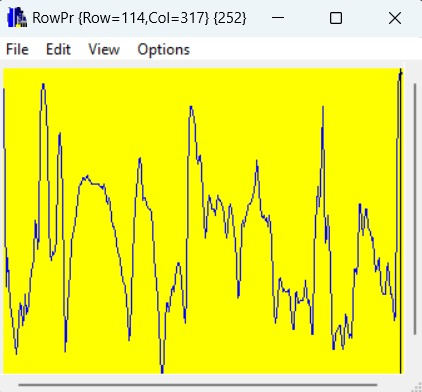 RowPr {Row=114,Col=317} {252}
File Edit View Options